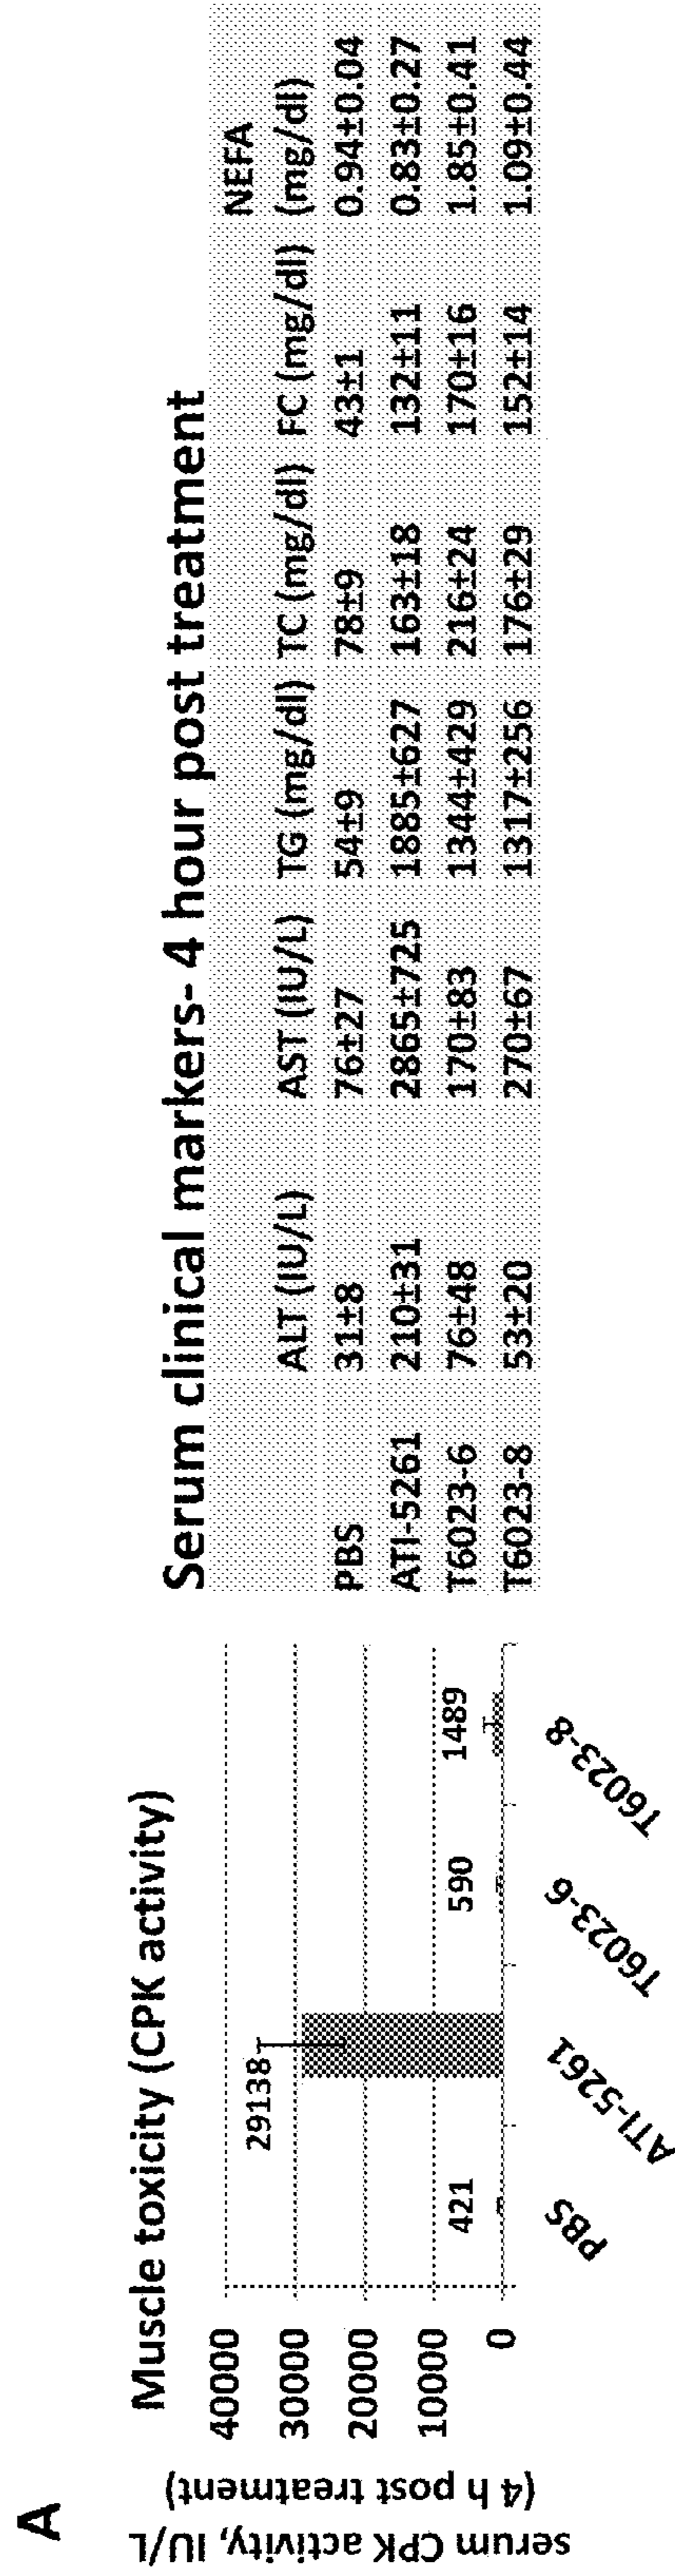 A
Muscle toxicity (CPK activity)
serum CPK activity, IU/L
(4 h post treatment)
40000
30000
20000
10000
0
421
29138
590
1489
PBS
ATI-5261
T6023-6
T6023-8
Serum clinical markers- 4 hour post treatment
ALT (IU/L) AST (IU/L) TG (mg/dl) TC (mg/dl) FC (mg/dl) NEFA (mg/dl)
PBS 31±8 76±27 54±9 78±9 43±1 0.94±0.04
ATI-5261 210±31 2865±725 1885±627 163±18 132±11 0.83±0.27
T6023-6 76±48 170±83 1344±429 216±24 170±16 1.85±0.41
T6023-8 53±20 270±67 1317±256 176±29 152±14 1.09±0.44